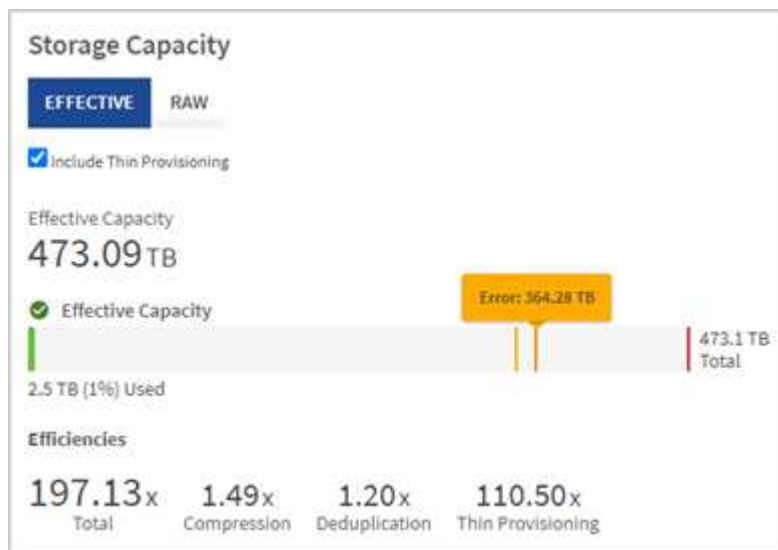 Storage Capacity
EFFECTIVE RAW
Include Thin Provisioning
Effective Capacity
473.09 TB
Error: 364.28 TB
Effective Capacity
473.1 TB
Total
2.5 TB (1%) Used
Efficiencies
197.13x 1.49x 1.20x 110.50x
Total Compression Deduplication Thin Provisioning